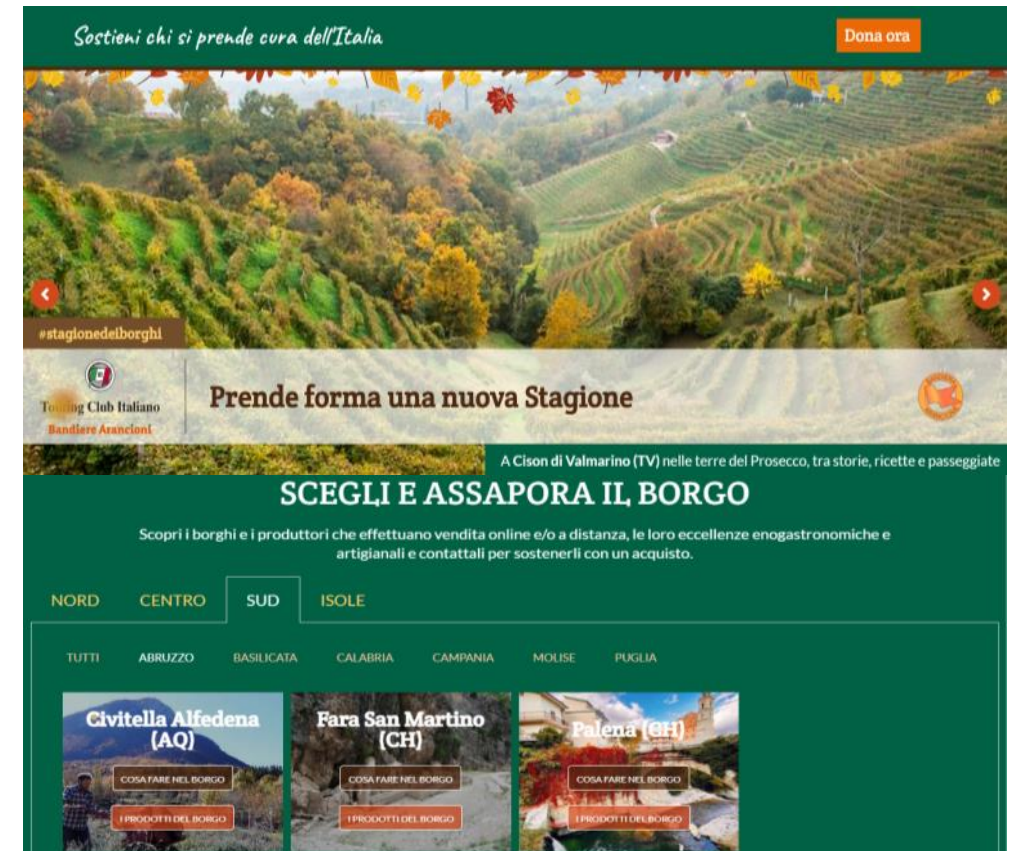 Sostieni chi si prende cura dell'Italia
Dona ora
#stagionedeiborghi
Touring Club Italiano
Bandiere Arancioni
Prende forma una nuova Stagione
A Cison di Valmarino (TV) nelle terre del Prosecco, tra storie, ricette e passeggiate
SCEGLI E ASSAPORA IL BORGO
Scopri i borghi e i produttori che effettuano vendita online e/o a distanza, le loro eccellenze enogastronomiche e
artigianali e contattali per sostenerli con un acquisto.
NORD CENTRO SUD ISOLE
TUTTI ABRUZZO BASILICATA CALABRIA CAMPANIA MOLISE PUGLIA
Civitella Alfedena
(AQ)
COSA FARE NEL BORGO
I PRODOTTI DEL BORGO
Fara San Martino
(CH)
COSA FARE NEL BORGO
I PRODOTTI DEL BORGO
Palena (CH)
COSA FARE NEL BORGO
I PRODOTTI DEL BORGO